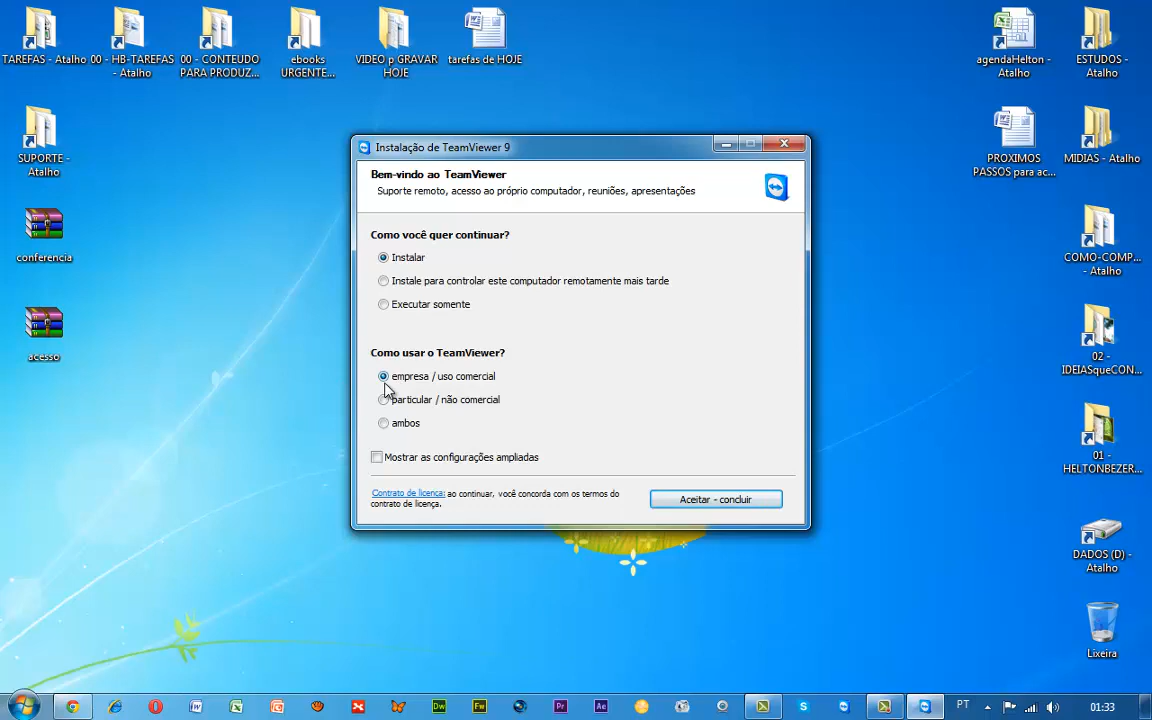 TAREFAS - Atalho
00 - HB-TAREFAS
- Atalho
00 - CONTEUDO
PARA PRODUZ...
ebooks
URGENTE...
VIDEO p GRAVAR
HOJE
tarefas de HOJE
agendaHelton -
Atalho
ESTUDOS -
Atalho
SUPORTE -
Atalho
PROXIMOS
PASSOS para ac...
MIDIAS - Atalho
conferencia
COMO-COMP...
- Atalho
acesso
02 -
IDEIASqueCON...
01 -
HELTONBEZER...
DADOS (D) -
Atalho
Lixeira
Instalação de TeamViewer 9
Bem-vindo ao TeamViewer
Suporte remoto, acesso ao próprio computador, reuniões, apresentações
Como você quer continuar?
Instalar
Instale para controlar este computador remotamente mais tarde
Executar somente
Como usar o TeamViewer?
empresa / uso comercial
particular / não comercial
ambos
Mostrar as configurações ampliadas
Contrato de licença: ao continuar, você concorda com os termos do
contrato de licença.
Aceitar - concluir
PT
01:33